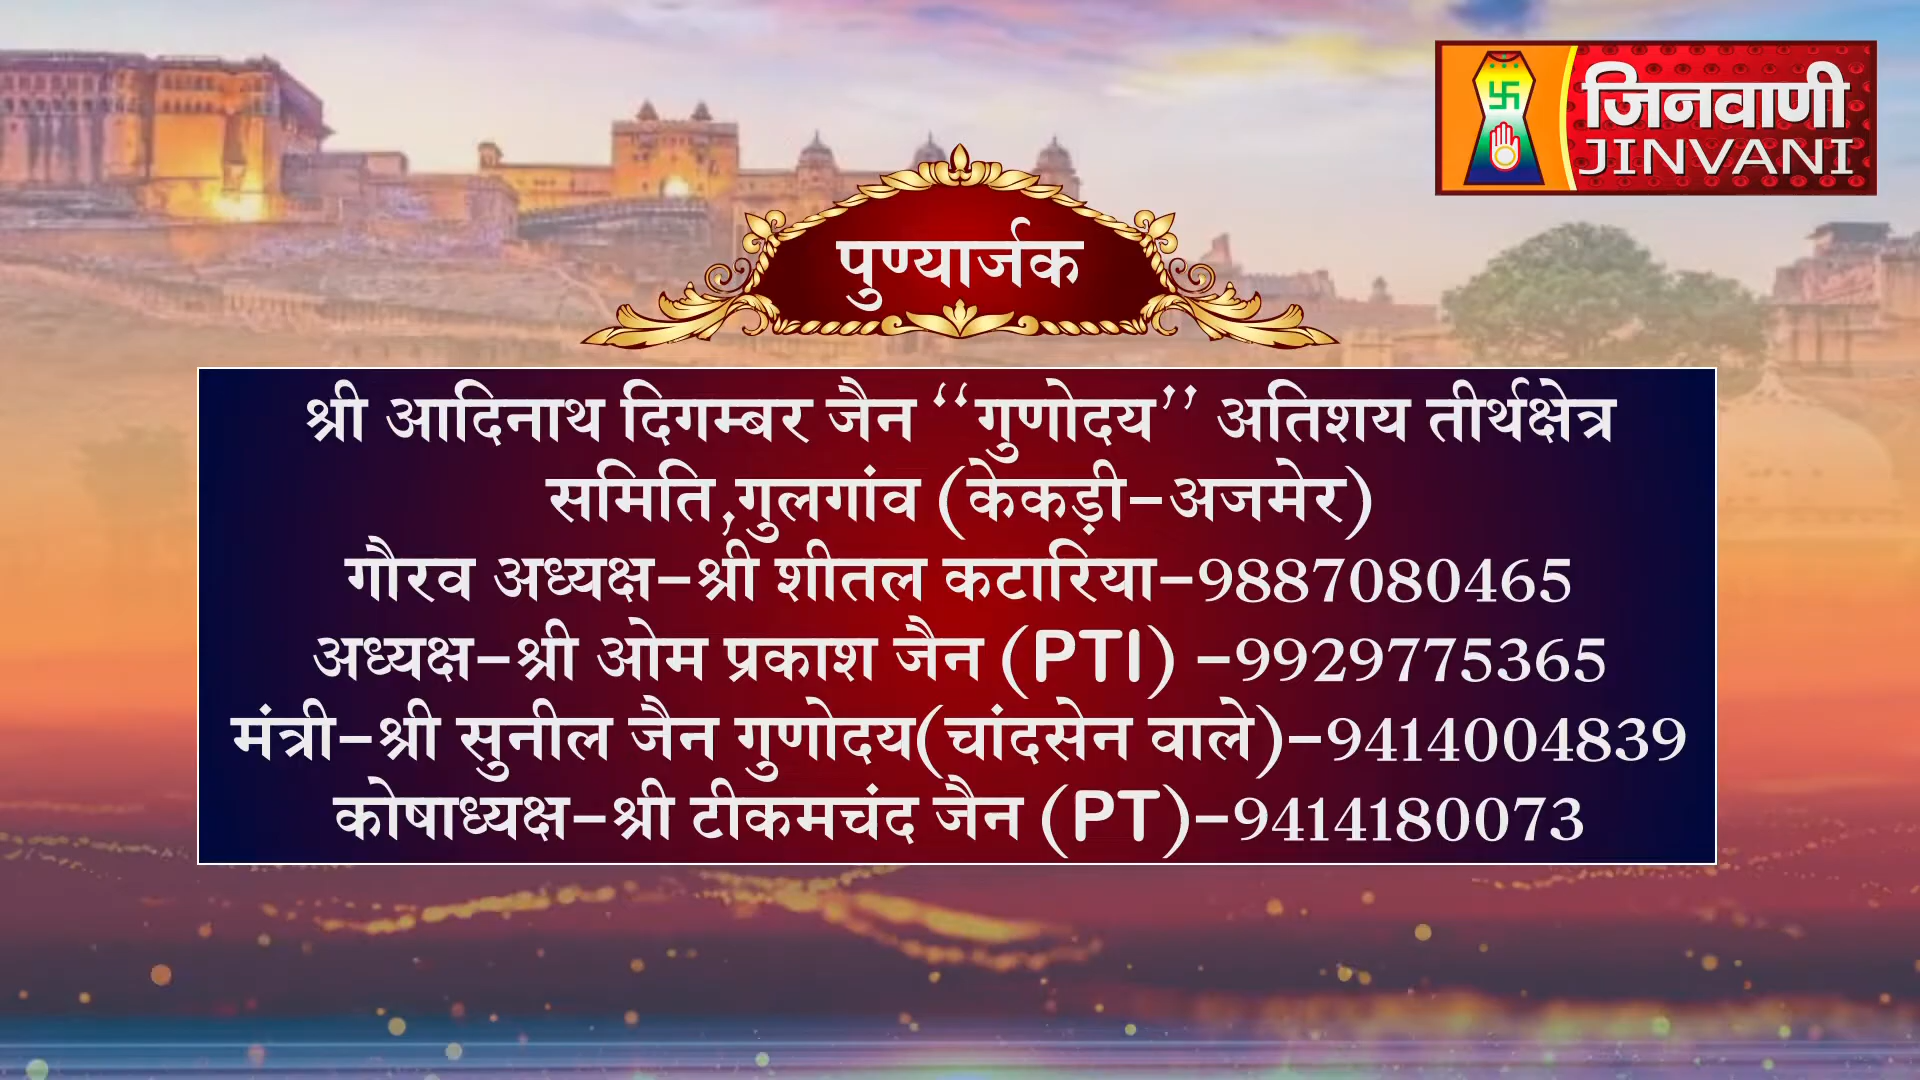 जिनवाणी
JINVANI
पुण्यार्जक
श्री आदिनाथ दिगम्बर जैन “गुणोदय” अतिशय तीर्थक्षेत्र
समिति,गुलगांव (केकड़ी-अजमेर)
गौरव अध्यक्ष-श्री शीतल कटारिया-9887080465
अध्यक्ष-श्री ओम प्रकाश जैन (PTI) -9929775365
मंत्री-श्री सुनील जैन गुणोदय(चांदसेन वाले)-9414004839
कोषाध्यक्ष-श्री टीकमचंद जैन (PT)-9414180073